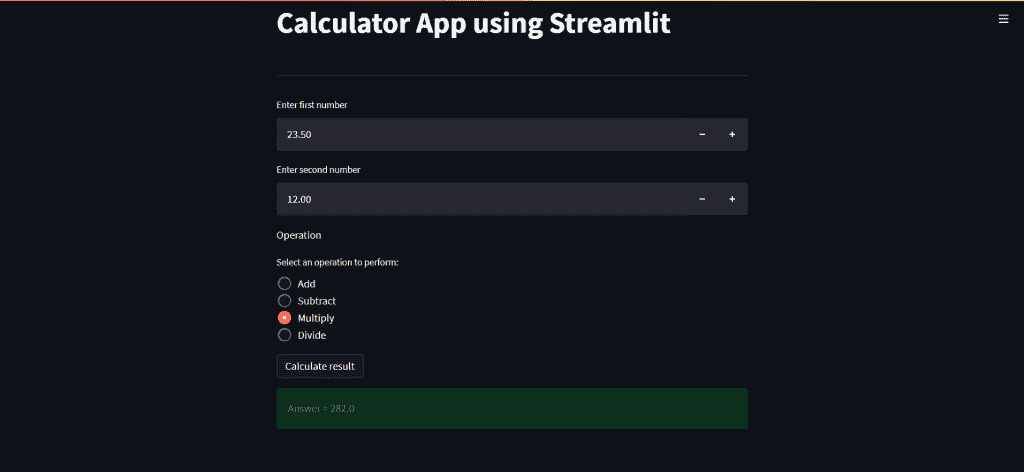 Calculator App using Streamlit
Enter first number
23.50
− +
Enter second number
12.00
− +
Operation
Select an operation to perform:
Add
Subtract
Multiply
Divide
Calculate result
Answer = 282.0